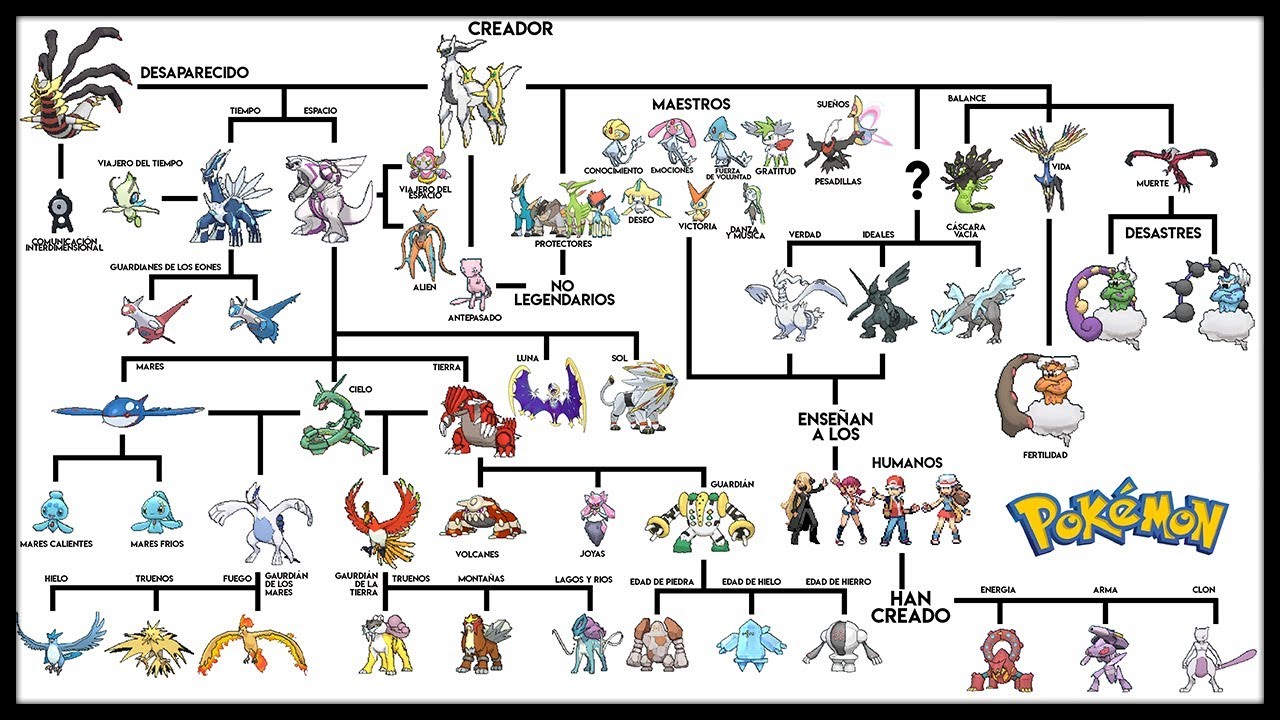 CREADOR
DESAPARECIDO
TIEMPO
ESPACIO
MAESTROS
SUEÑOS
BALANCE
VIAJERO DEL TIEMPO
VIAJERO DEL
ESPACIO
CONOCIMIENTO
EMOCIONES
FUERZA
DE VOLUNTAD
GRATITUD
PESADILLAS
?
VIDA
MUERTE
COMUNICACIÓN
INTERDIMENSIONAL
PROTECTORES
DESEO
VICTORIA
DANZA
Y MUSICA
VERDAD
IDEALES
CÁSCARA
VACIA
DESASTRES
GUARDIANES DE LOS EONES
ALIEN
NO
LEGENDARIOS
ANTEPASADO
MARES
TIERRA
LUNA
SOL
CIELO
ENSEÑAN
A LOS
FERTILIDAD
HUMANOS
GUARDIÁN
POKéMON
MARES CALIENTES
MARES FRIOS
VOLCANES
JOYAS
HIELO
TRUENOS
FUEGO
GAURDIÁN
DE LOS
MARES
GAURDIÁN
DE LA
TIERRA
TRUENOS
MONTAÑAS
LAGOS Y RIOS
EDAD DE PIEDRA
EDAD DE HIELO
EDAD DE HIERRO
HAN
CREADO
ENERGIA
ARMA
CLON